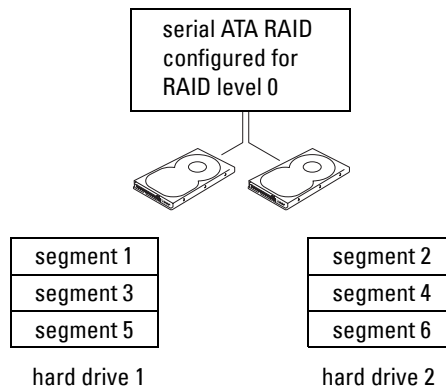 serial ATA RAID
configured for
RAID level 0
segment 1
segment 3
segment 5
hard drive 1
segment 2
segment 4
segment 6
hard drive 2